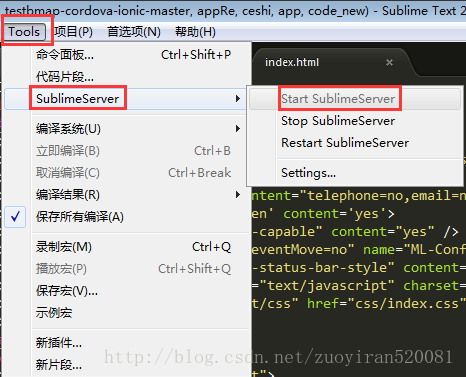 testhmap-cordova-ionic-master, appRe, ceshi, app, code_new) - Sublime Text 2
Tools 项目(P) 首选项(N) 帮助(H)
命令面板... Ctrl+Shift+P
代码片段...
SublimeServer
编译系统(U)
立即编译(B) Ctrl+B
取消编译(C) Ctrl+Break
编译结果(R)
保存所有编译(A)
录制宏(M) Ctrl+Q
播放宏(P) Ctrl+Shift+Q
保存宏(V)...
示例宏
新插件...
新片段...
index.html
Start SublimeServer
Stop SublimeServer
Restart SublimeServer
Settings...
ontent="telephone=no,email=n
en' content='yes'>
-capable" content="yes" />
eventMove=no" name="ML-Conf
-status-bar-style" content=
="text/javascript" charset=
t/css" href="css/index.css"
t">
http://blog.csdn.net/zuoyiran520081